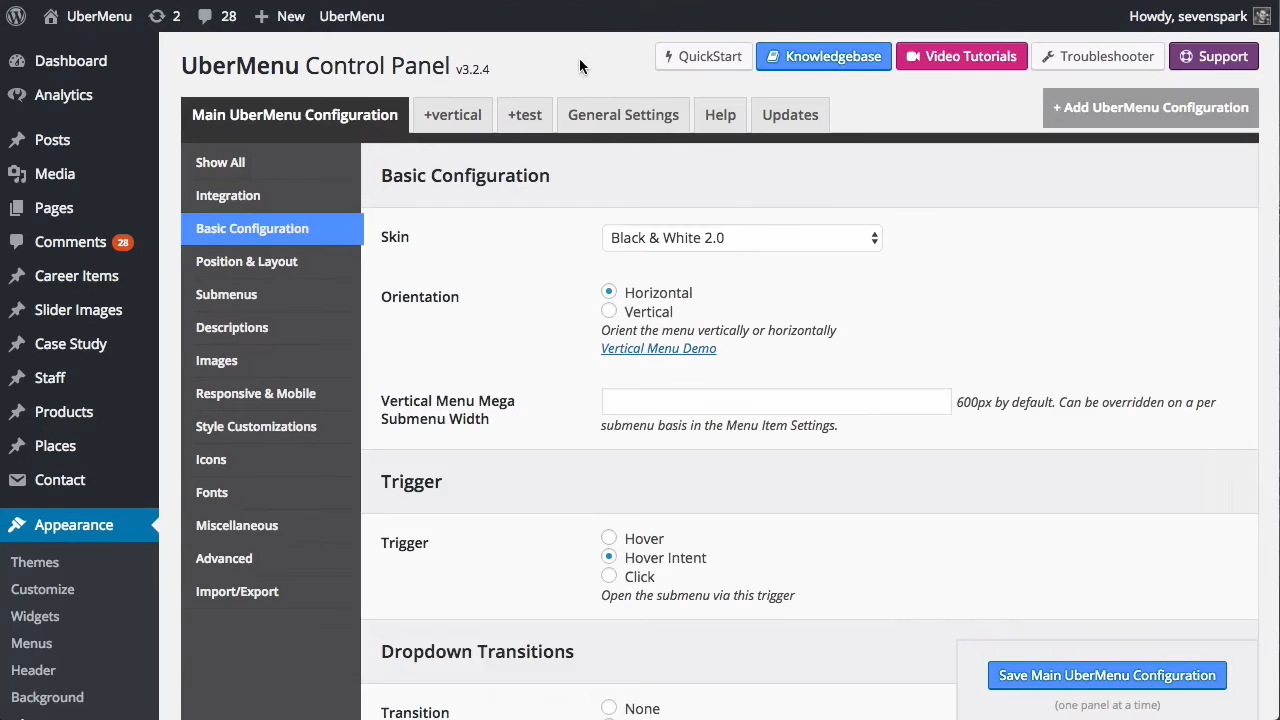 UberMenu 2 28 New UberMenu Howdy, sevenspark
Dashboard
Analytics
Posts
Media
Pages
Comments 28
Career Items
Slider Images
Case Study
Staff
Products
Places
Contact
Appearance
Themes
Customize
Widgets
Menus
Header
Background
UberMenu Control Panel v3.2.4
QuickStart Knowledgebase Video Tutorials Troubleshooter Support
Main UberMenu Configuration +vertical +test General Settings Help Updates + Add UberMenu Configuration
Show All
Integration
Basic Configuration
Position & Layout
Submenus
Descriptions
Images
Responsive & Mobile
Style Customizations
Icons
Fonts
Miscellaneous
Advanced
Import/Export
Basic Configuration
Skin Black & White 2.0
Orientation Horizontal
Vertical
Orient the menu vertically or horizontally
Vertical Menu Demo
Vertical Menu Mega
Submenu Width
600px by default. Can be overridden on a per
submenu basis in the Menu Item Settings.
Trigger
Trigger Hover
Hover Intent
Click
Open the submenu via this trigger
Dropdown Transitions
Transition None
Save Main UberMenu Configuration
(one panel at a time)